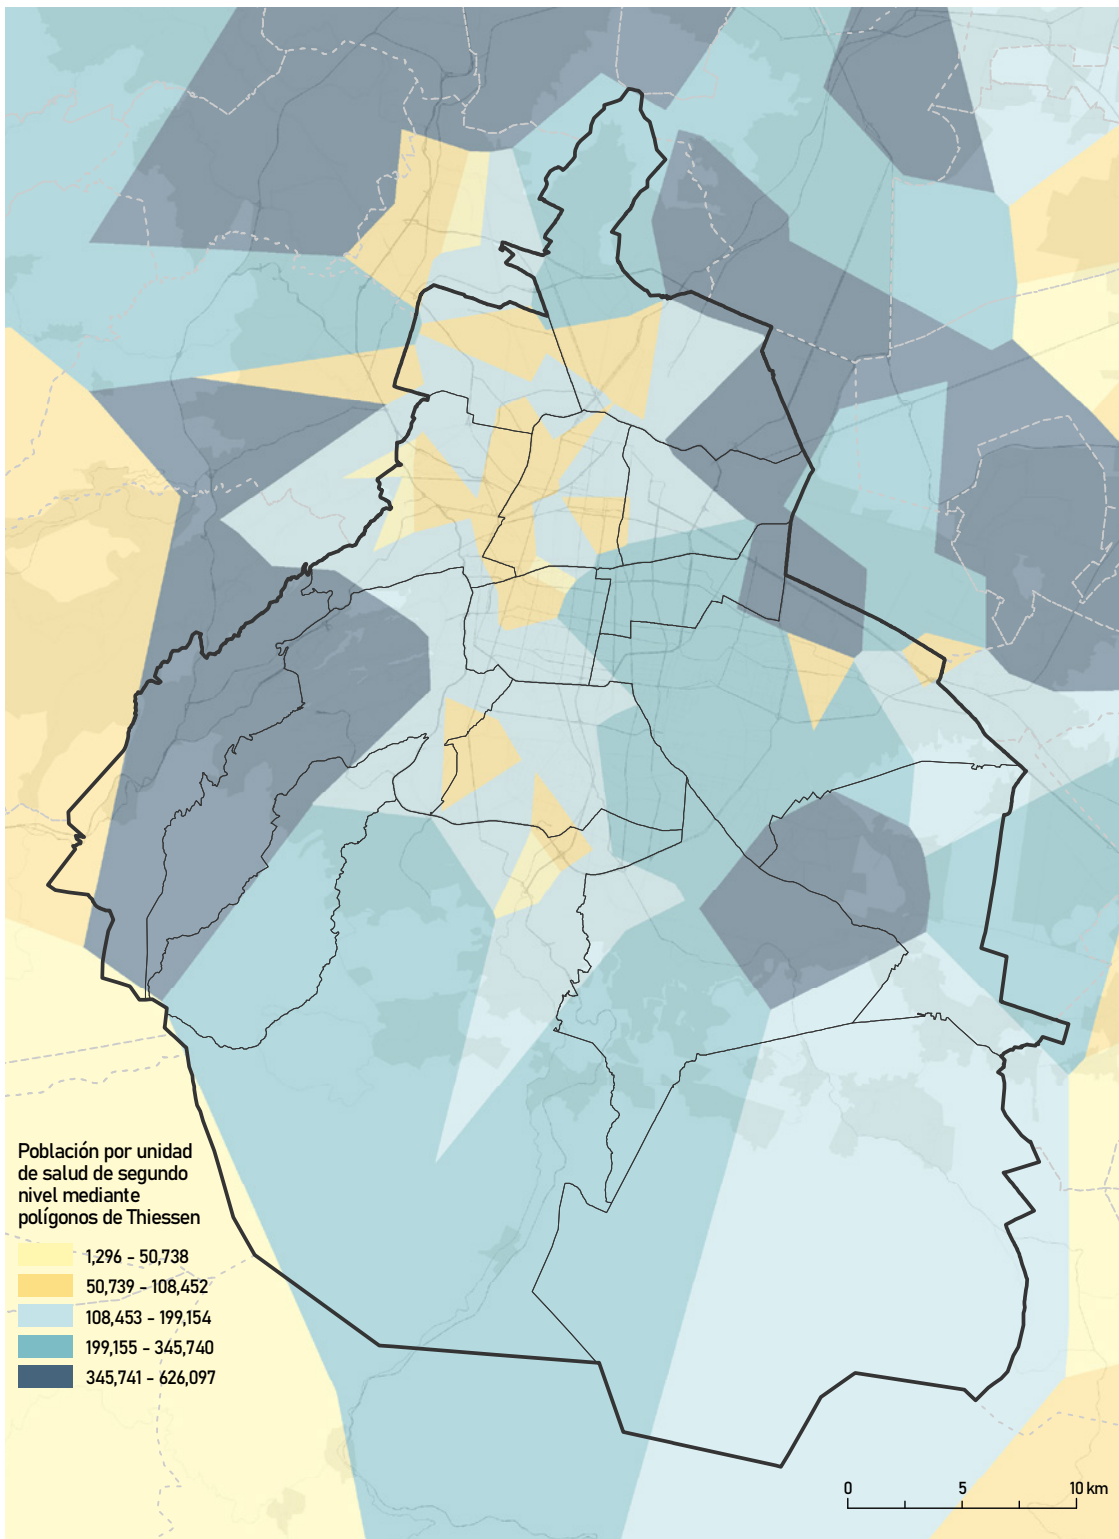 Población por unidad
de salud de segundo
nivel mediante
polígonos de Thiessen
1,296 - 50,738
50,739 - 108,452
108,453 - 199,154
199,155 - 345,740
345,741 - 626,097
0 5 10 km